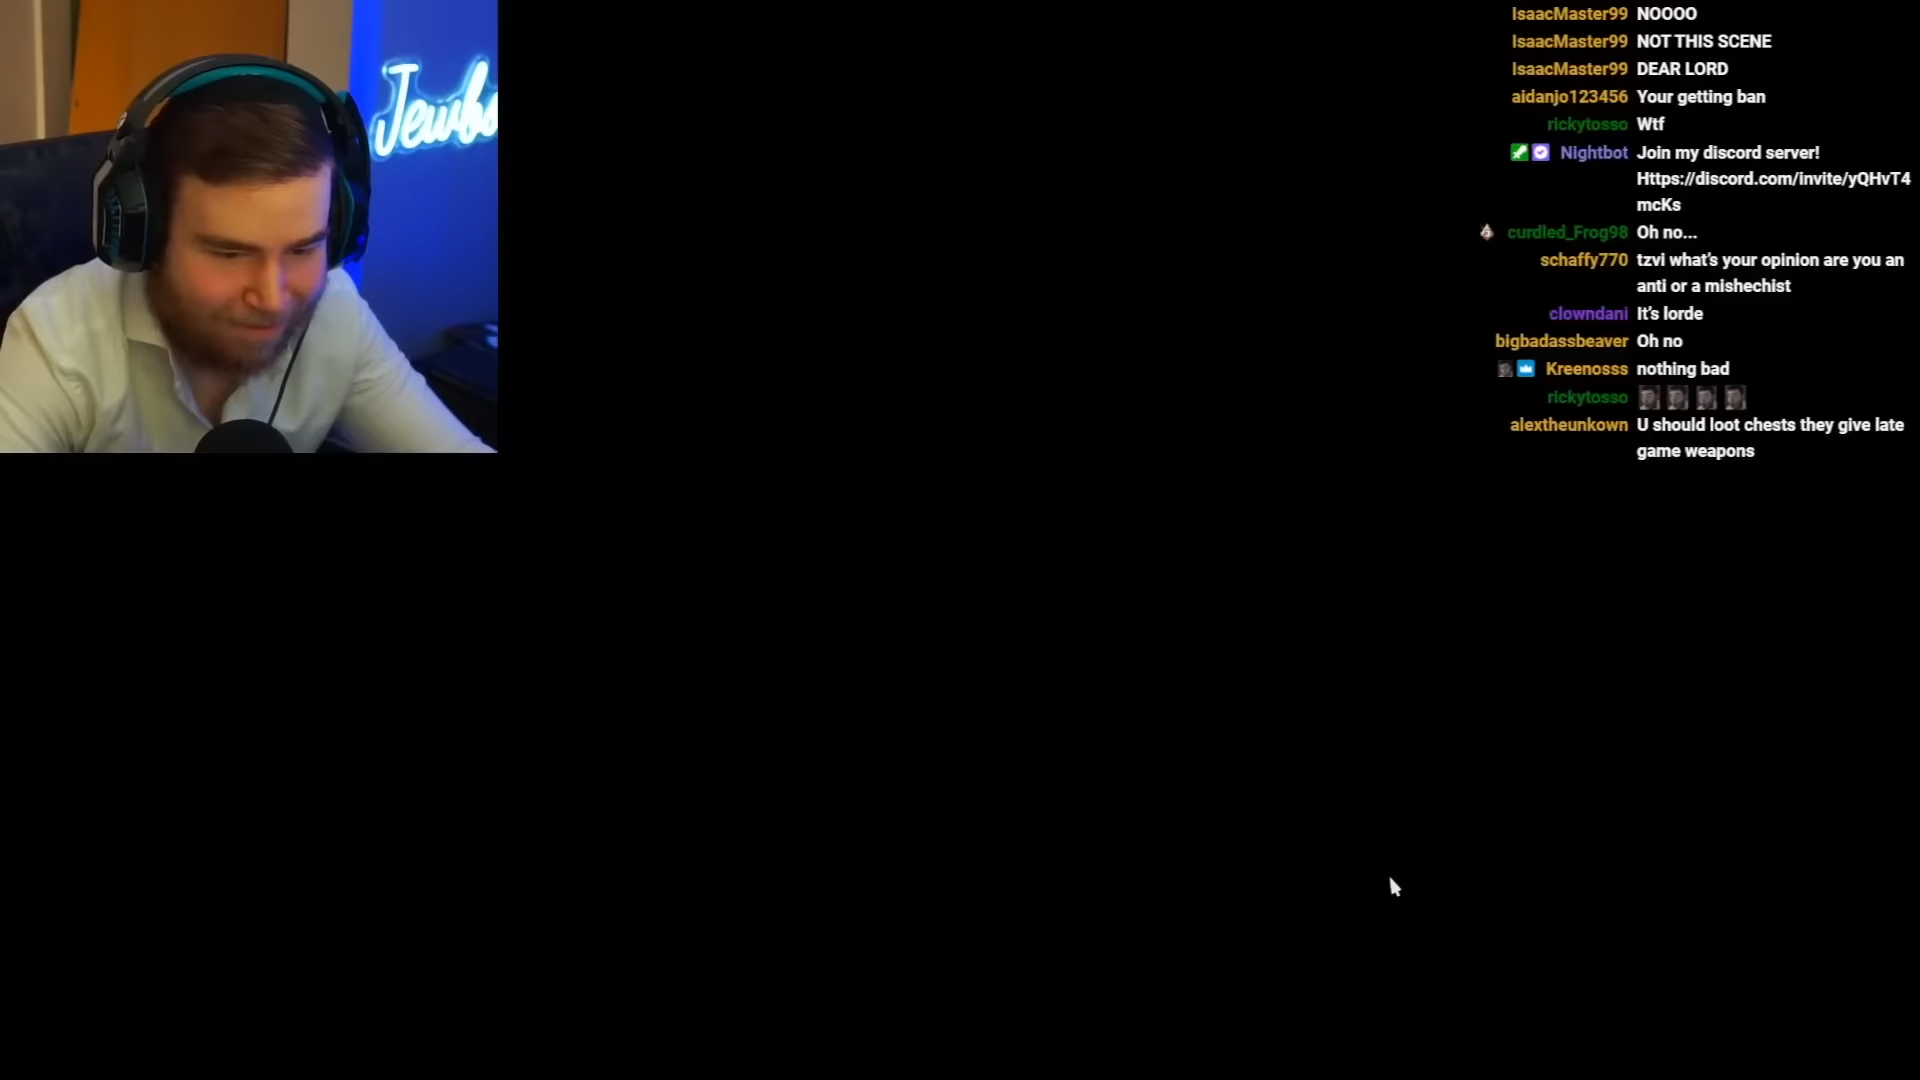 Jewbo
IsaacMaster99 NOOOO
IsaacMaster99 NOT THIS SCENE
IsaacMaster99 DEAR LORD
aidanjo123456 Your getting ban
rickytosso Wtf
Nightbot Join my discord server!
Https://discord.com/invite/yQHvT4
mcKs
curdled_Frog98 Oh no...
schaffy770 tzvi what's your opinion are you an
anti or a mishechist
clowndani It's lorde
bigbadassbeaver Oh no
Kreenosss nothing bad
rickytosso
alextheunkown U should loot chests they give late
game weapons